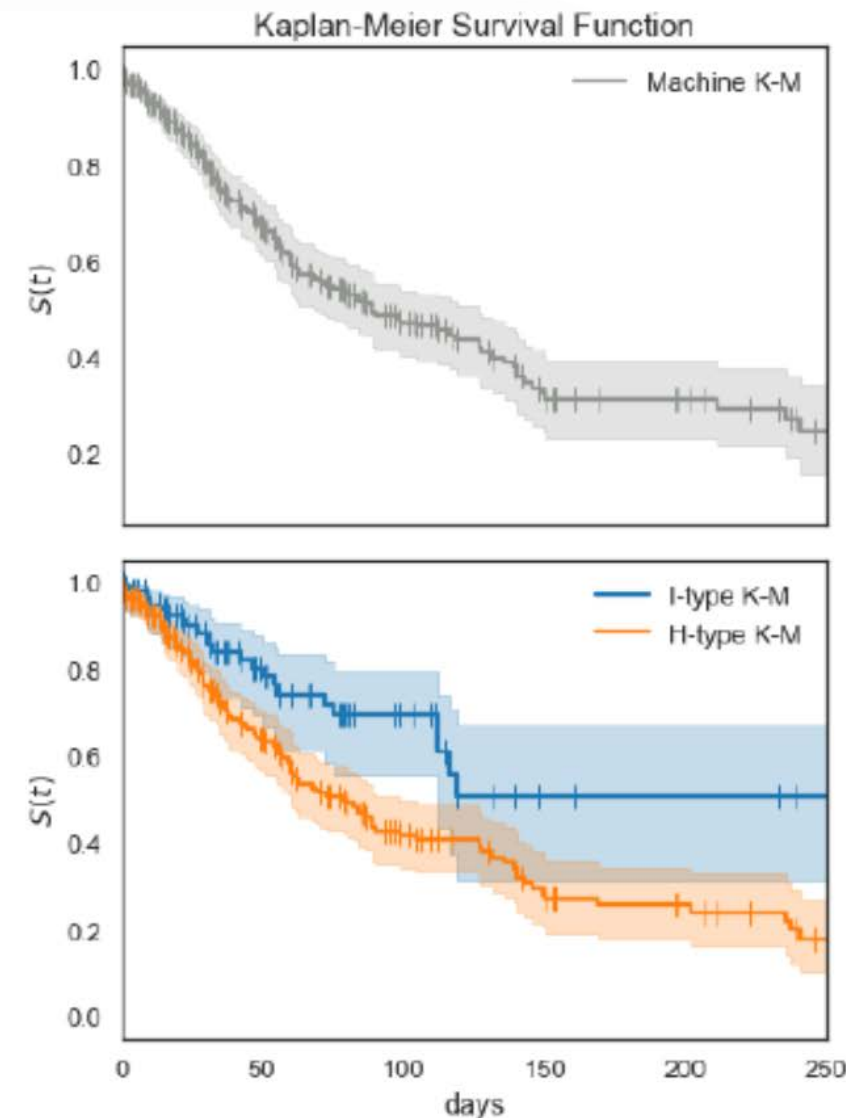 Kaplan-Meier Survival Function
Machine K-M
1.0
0.8
0.6
0.4
0.2
S(t)
I-type K-M
H-type K-M
1.0
0.8
0.6
0.4
0.2
0.0
S(t)
0 50 100 150 200 250
days